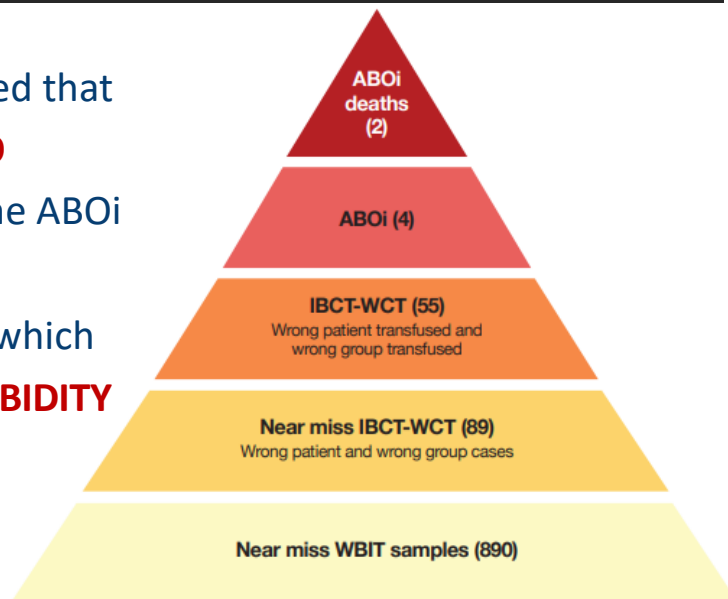 ed that
ne ABOi
which
BIDITY
ABOi
deaths
(2)
ABOi (4)
IBCT-WCT (55)
Wrong patient transfused and
wrong group transfused
Near miss IBCT-WCT (89)
Wrong patient and wrong group cases
Near miss WBIT samples (890)